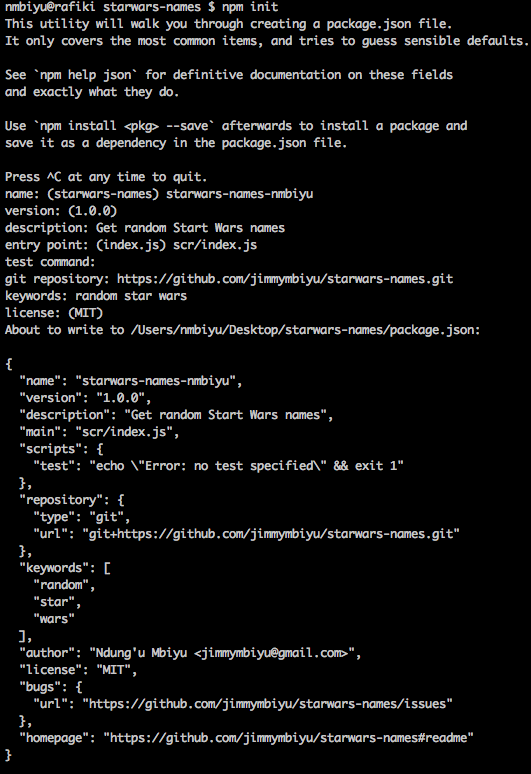 nmbiyu@rafiki starwars-names $ npm init
This utility will walk you through creating a package.json file.
It only covers the most common items, and tries to guess sensible defaults.

See `npm help json` for definitive documentation on these fields
and exactly what they do.

Use `npm install <pkg> --save` afterwards to install a package and
save it as a dependency in the package.json file.

Press ^C at any time to quit.
name: (starwars-names) starwars-names-nmbiyu
version: (1.0.0)
description: Get random Start Wars names
entry point: (index.js) scr/index.js
test command:
git repository: https://github.com/jimmymbiyu/starwars-names.git
keywords: random star wars
license: (MIT)
About to write to /Users/nmbiyu/Desktop/starwars-names/package.json:

{
  "name": "starwars-names-nmbiyu",
  "version": "1.0.0",
  "description": "Get random Start Wars names",
  "main": "scr/index.js",
  "scripts": {
    "test": "echo \"Error: no test specified\" && exit 1"
  },
  "repository": {
    "type": "git",
    "url": "git+https://github.com/jimmymbiyu/starwars-names.git"
  },
  "keywords": [
    "random",
    "star",
    "wars"
  ],
  "author": "Ndung'u Mbiyu <jimmymbiyu@gmail.com>",
  "license": "MIT",
  "bugs": {
    "url": "https://github.com/jimmymbiyu/starwars-names/issues"
  },
  "homepage": "https://github.com/jimmymbiyu/starwars-names#readme"
}